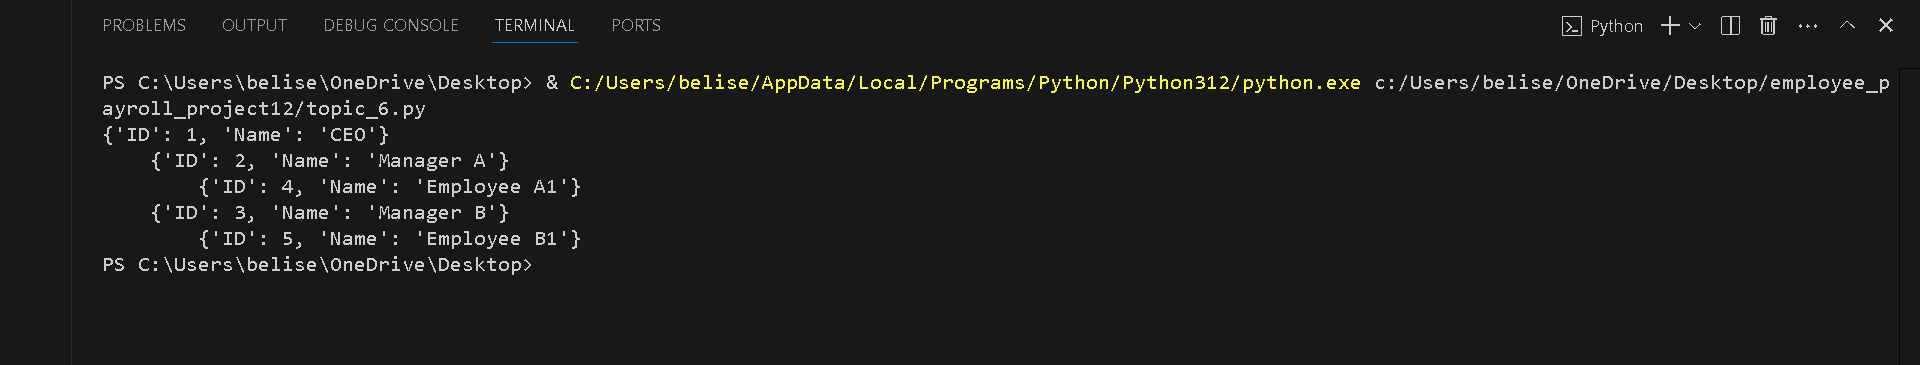 PROBLEMS OUTPUT DEBUG CONSOLE TERMINAL PORTS Python
PS C:\Users\belise\OneDrive\Desktop> & C:/Users/belise/AppData/Local/Programs/Python/Python312/python.exe c:/Users/belise/OneDrive/Desktop/employee_p
ayroll_project12/topic_6.py
{'ID': 1, 'Name': 'CEO'}
    {'ID': 2, 'Name': 'Manager A'}
        {'ID': 4, 'Name': 'Employee A1'}
    {'ID': 3, 'Name': 'Manager B'}
        {'ID': 5, 'Name': 'Employee B1'}
PS C:\Users\belise\OneDrive\Desktop>